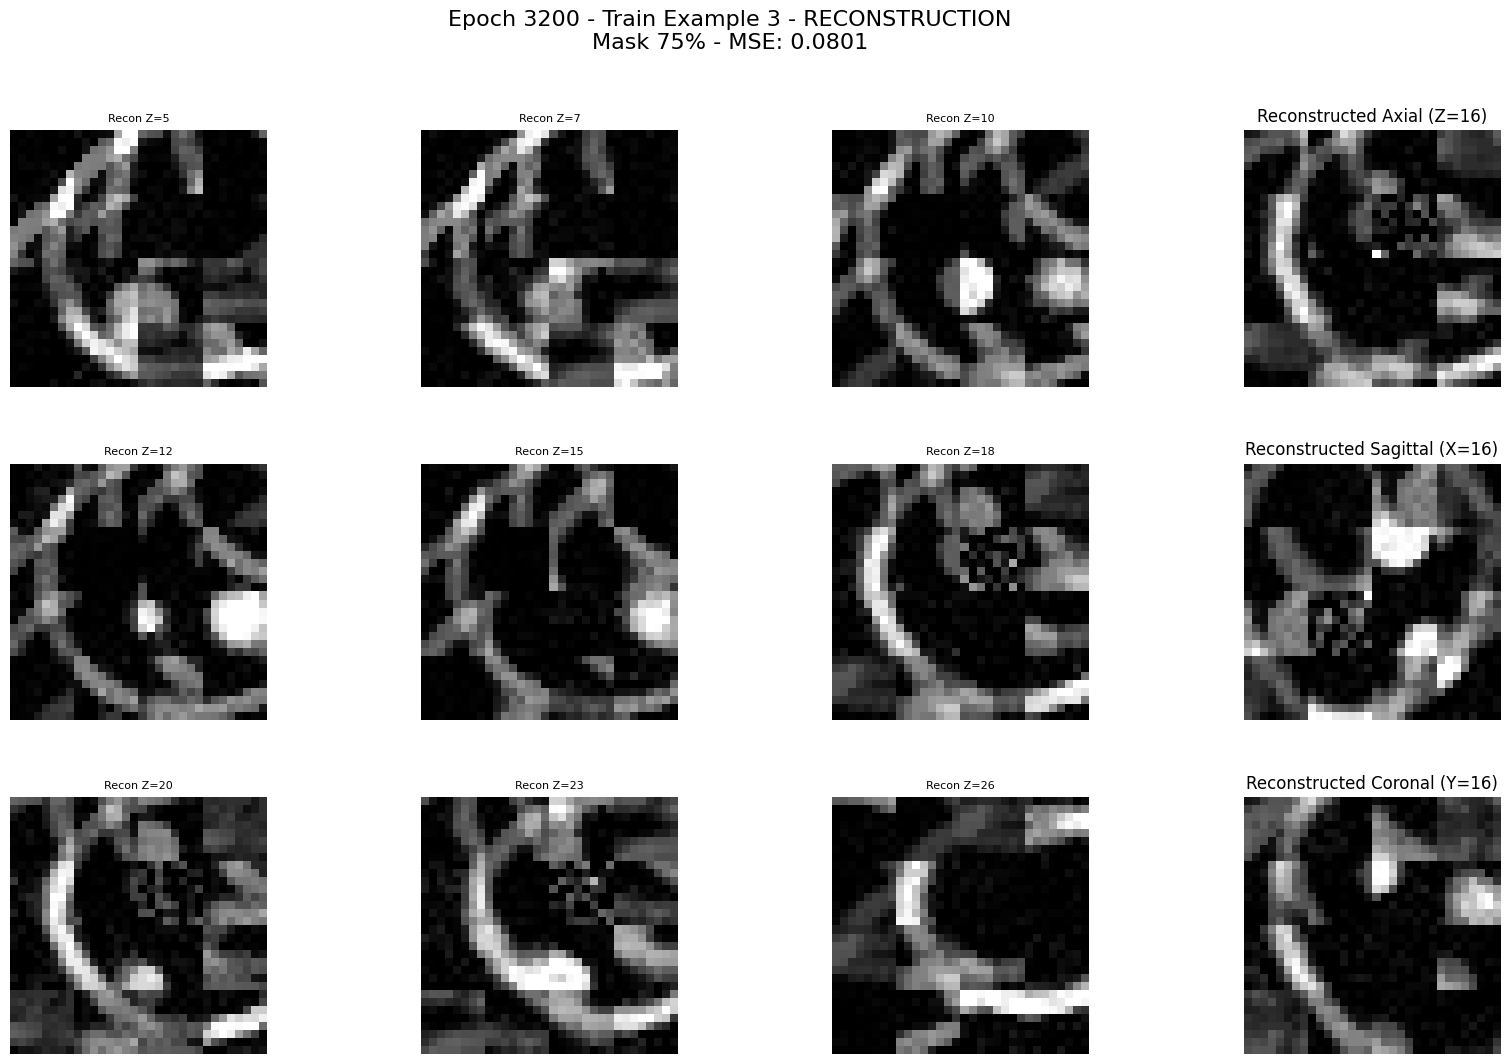 Epoch 3200 - Train Example 3 - RECONSTRUCTION
Mask 75% - MSE: 0.0801
Recon Z=5
Recon Z=7
Recon Z=10
Reconstructed Axial (Z=16)
Recon Z=12
Recon Z=15
Recon Z=18
Reconstructed Sagittal (X=16)
Recon Z=20
Recon Z=23
Recon Z=26
Reconstructed Coronal (Y=16)